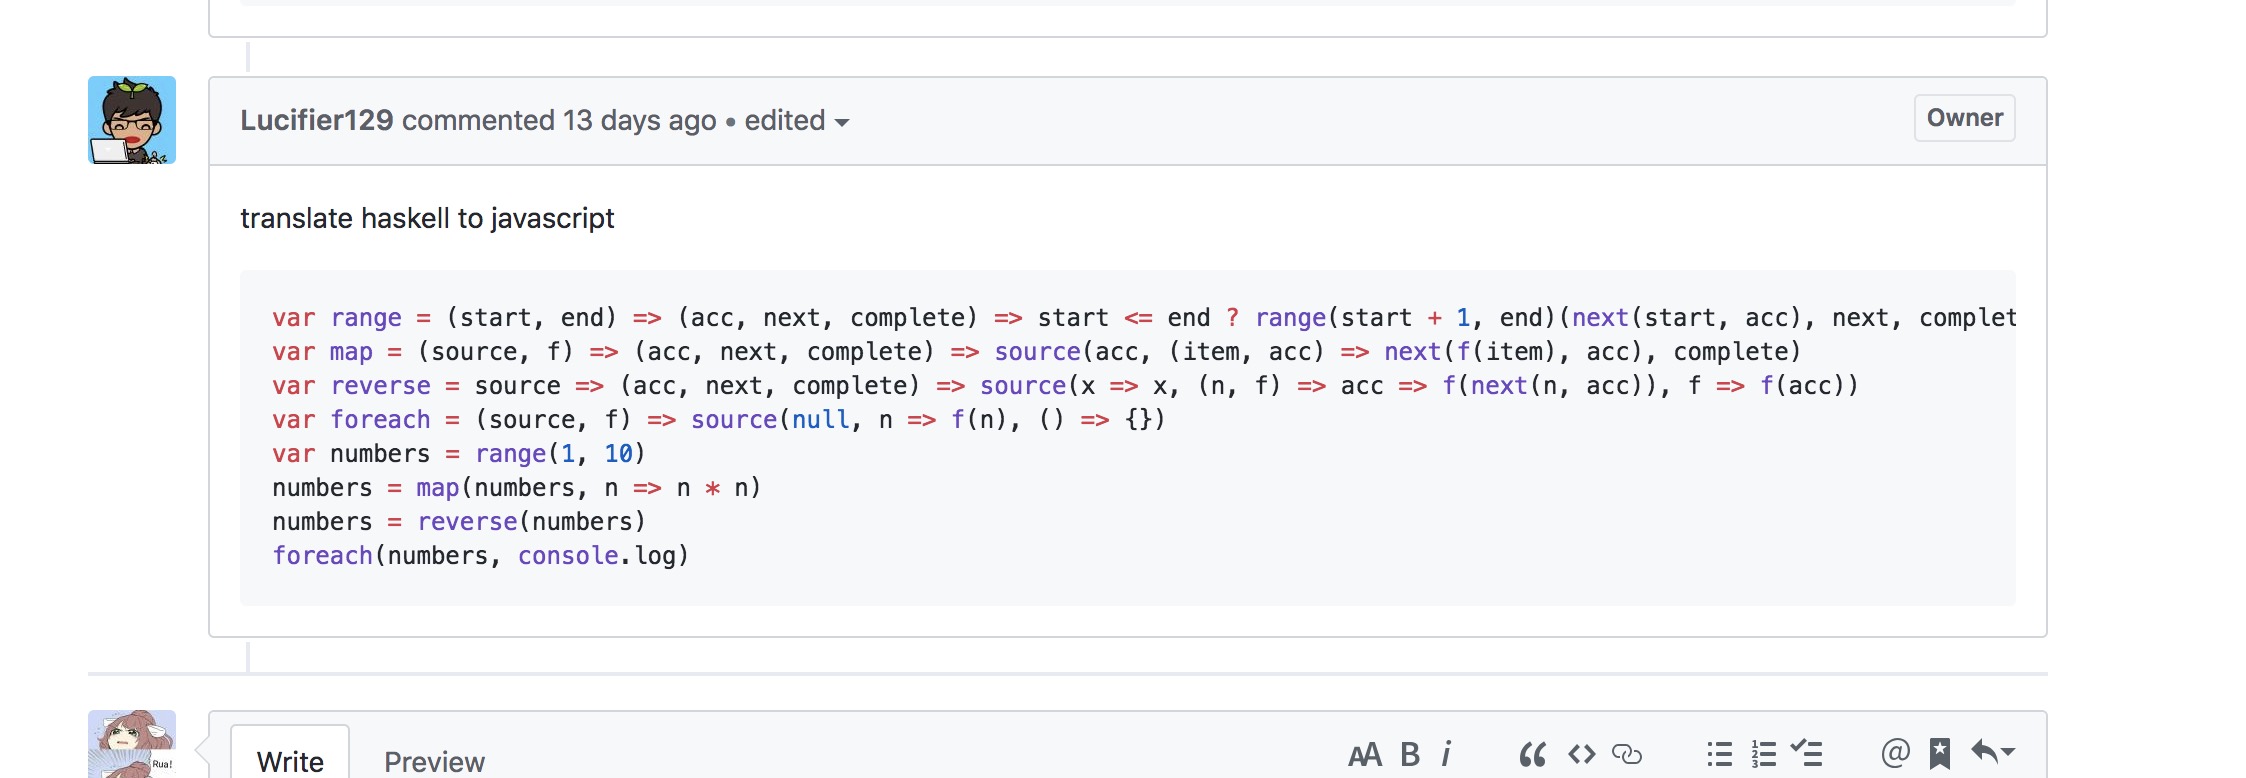 Lucifier129 commented 13 days ago • edited
Owner
translate haskell to javascript
var range = (start, end) => (acc, next, complete) => start <= end ? range(start + 1, end)(next(start, acc), next, complet
var map = (source, f) => (acc, next, complete) => source(acc, (item, acc) => next(f(item), acc), complete)
var reverse = source => (acc, next, complete) => source(x => x, (n, f) => acc => f(next(n, acc)), f => f(acc))
var foreach = (source, f) => source(null, n => f(n), () => {})
var numbers = range(1, 10)
numbers = map(numbers, n => n * n)
numbers = reverse(numbers)
foreach(numbers, console.log)
Rua!
Write Preview